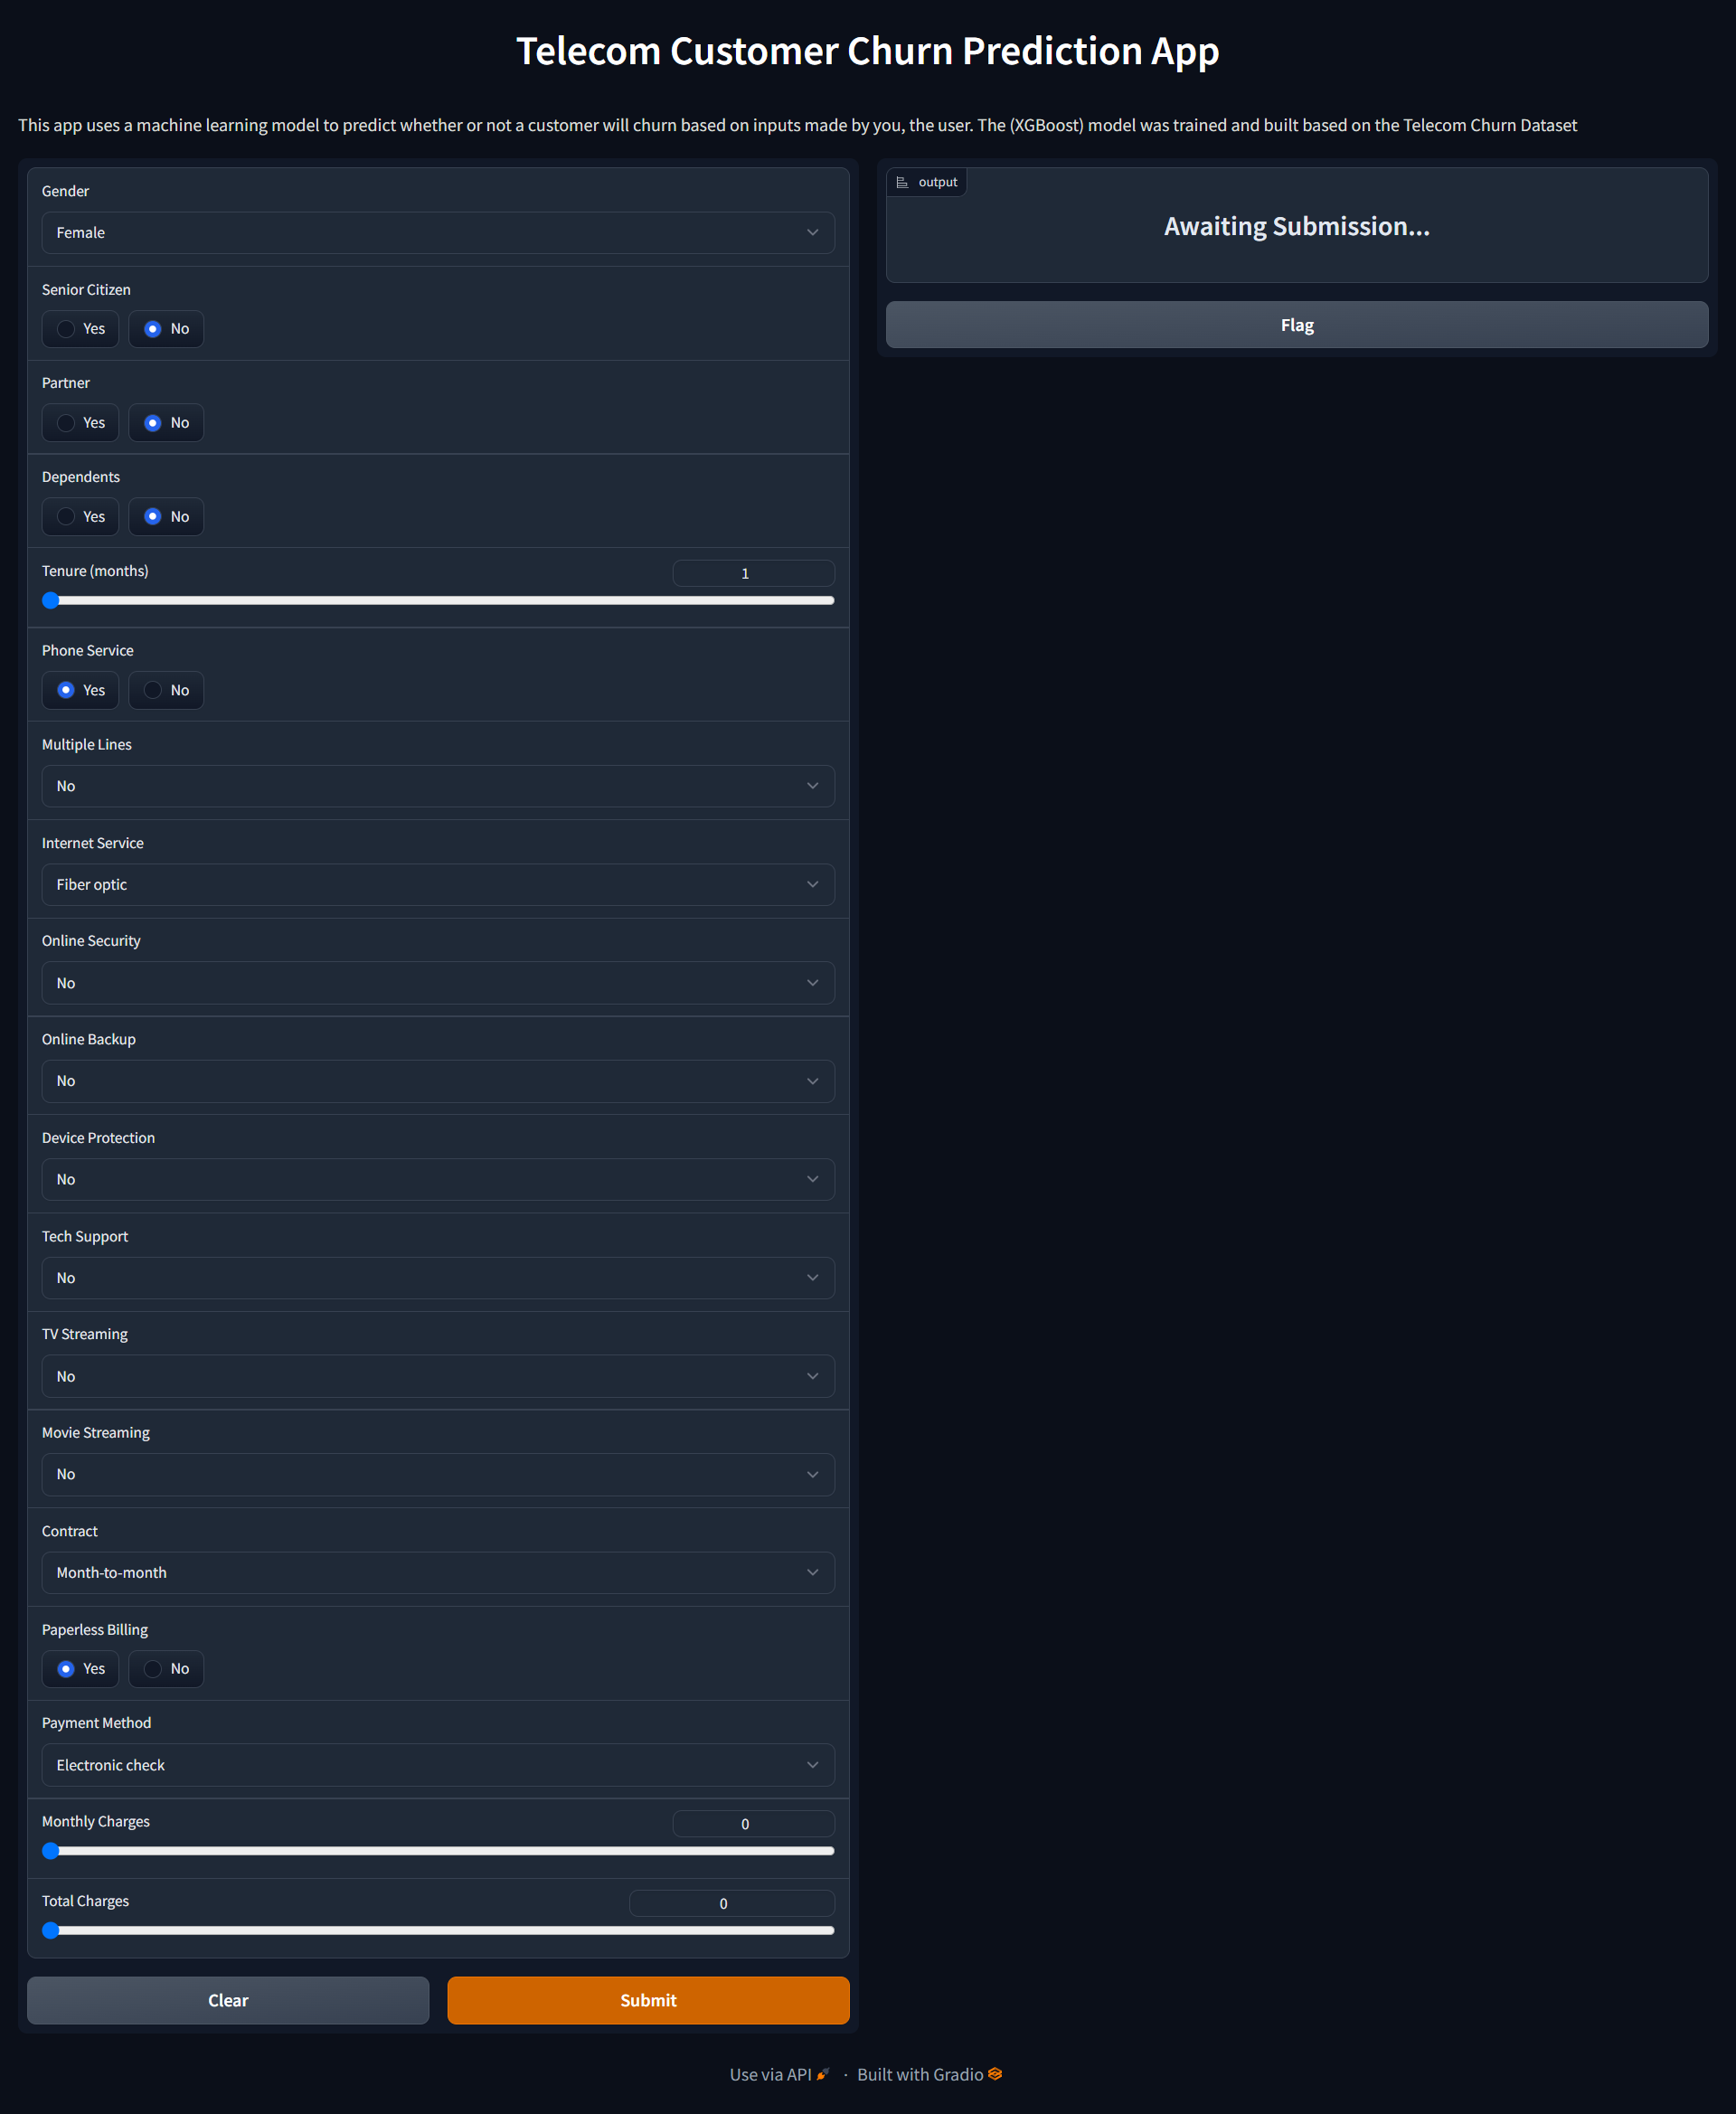 Telecom Customer Churn Prediction App
This app uses a machine learning model to predict whether or not a customer will churn based on inputs made by you, the user. The (XGBoost) model was trained and built based on the Telecom Churn Dataset
Gender
Female
Senior Citizen
Yes No
Partner
Yes No
Dependents
Yes No
Tenure (months) 1
Phone Service
Yes No
Multiple Lines
No
Internet Service
Fiber optic
Online Security
No
Online Backup
No
Device Protection
No
Tech Support
No
TV Streaming
No
Movie Streaming
No
Contract
Month-to-month
Paperless Billing
Yes No
Payment Method
Electronic check
Monthly Charges 0
Total Charges 0
Clear Submit
output
Awaiting Submission...
Flag
Use via API · Built with Gradio